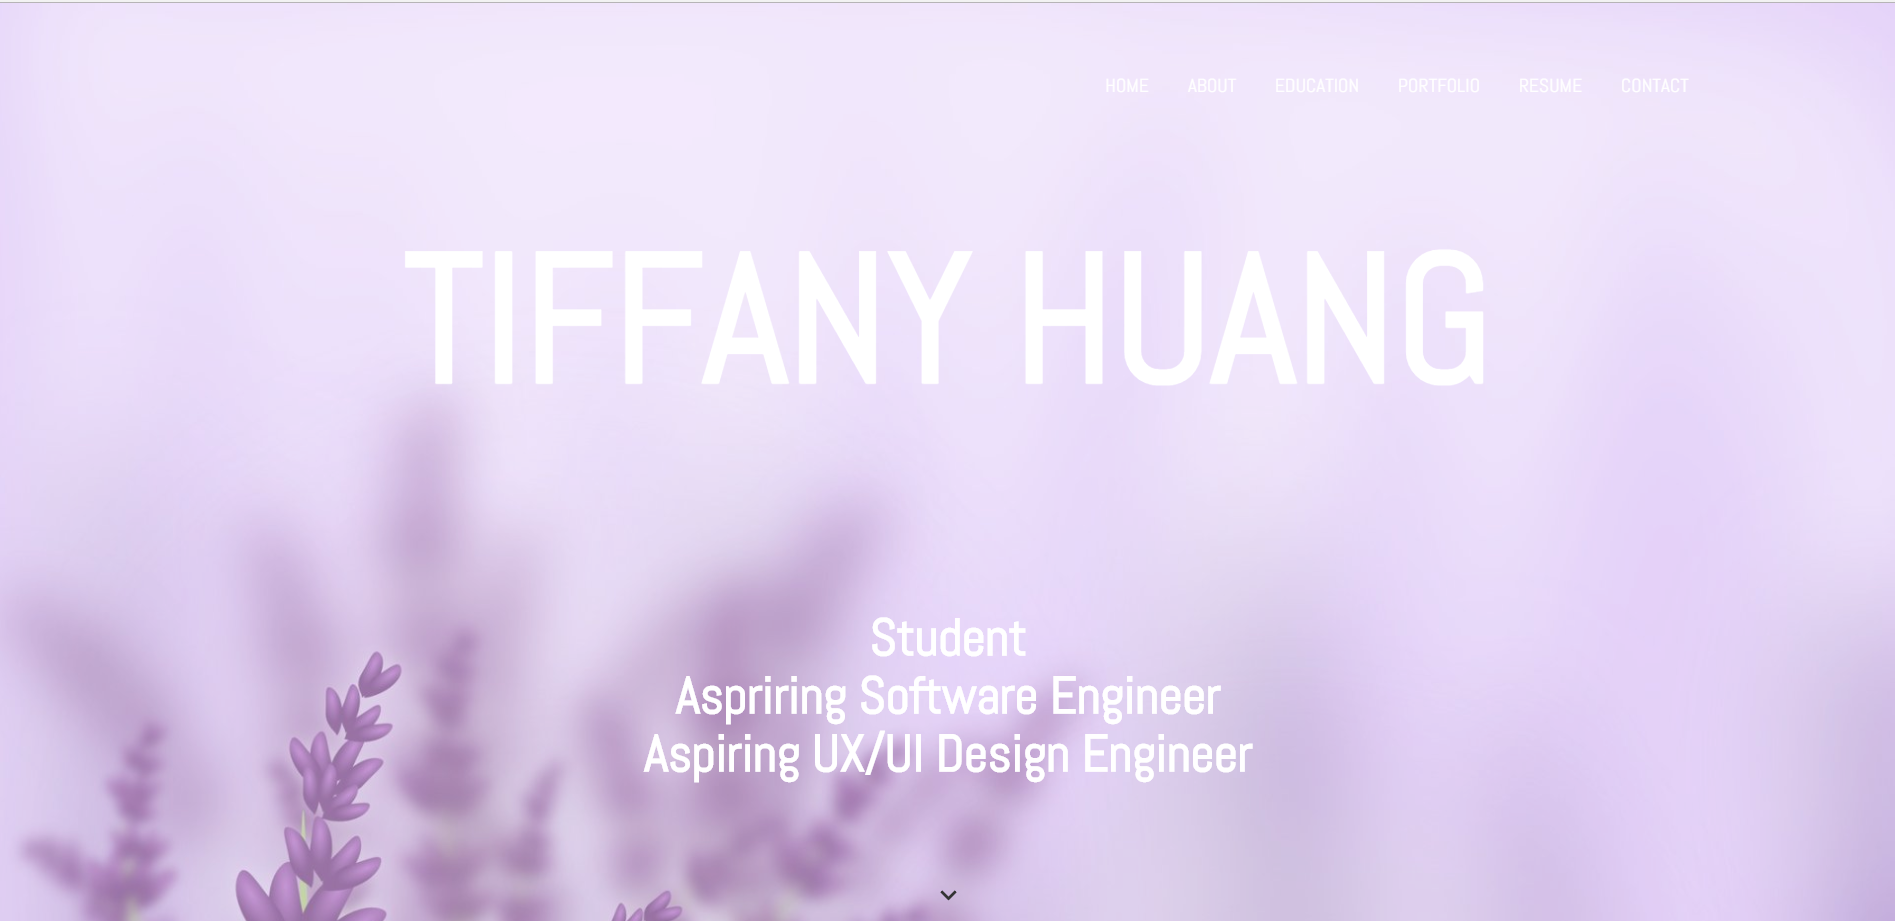 HOME ABOUT EDUCATION PORTFOLIO RESUME CONTACT
TIFFANY HUANG
Student
Aspriring Software Engineer
Aspiring UX/UI Design Engineer